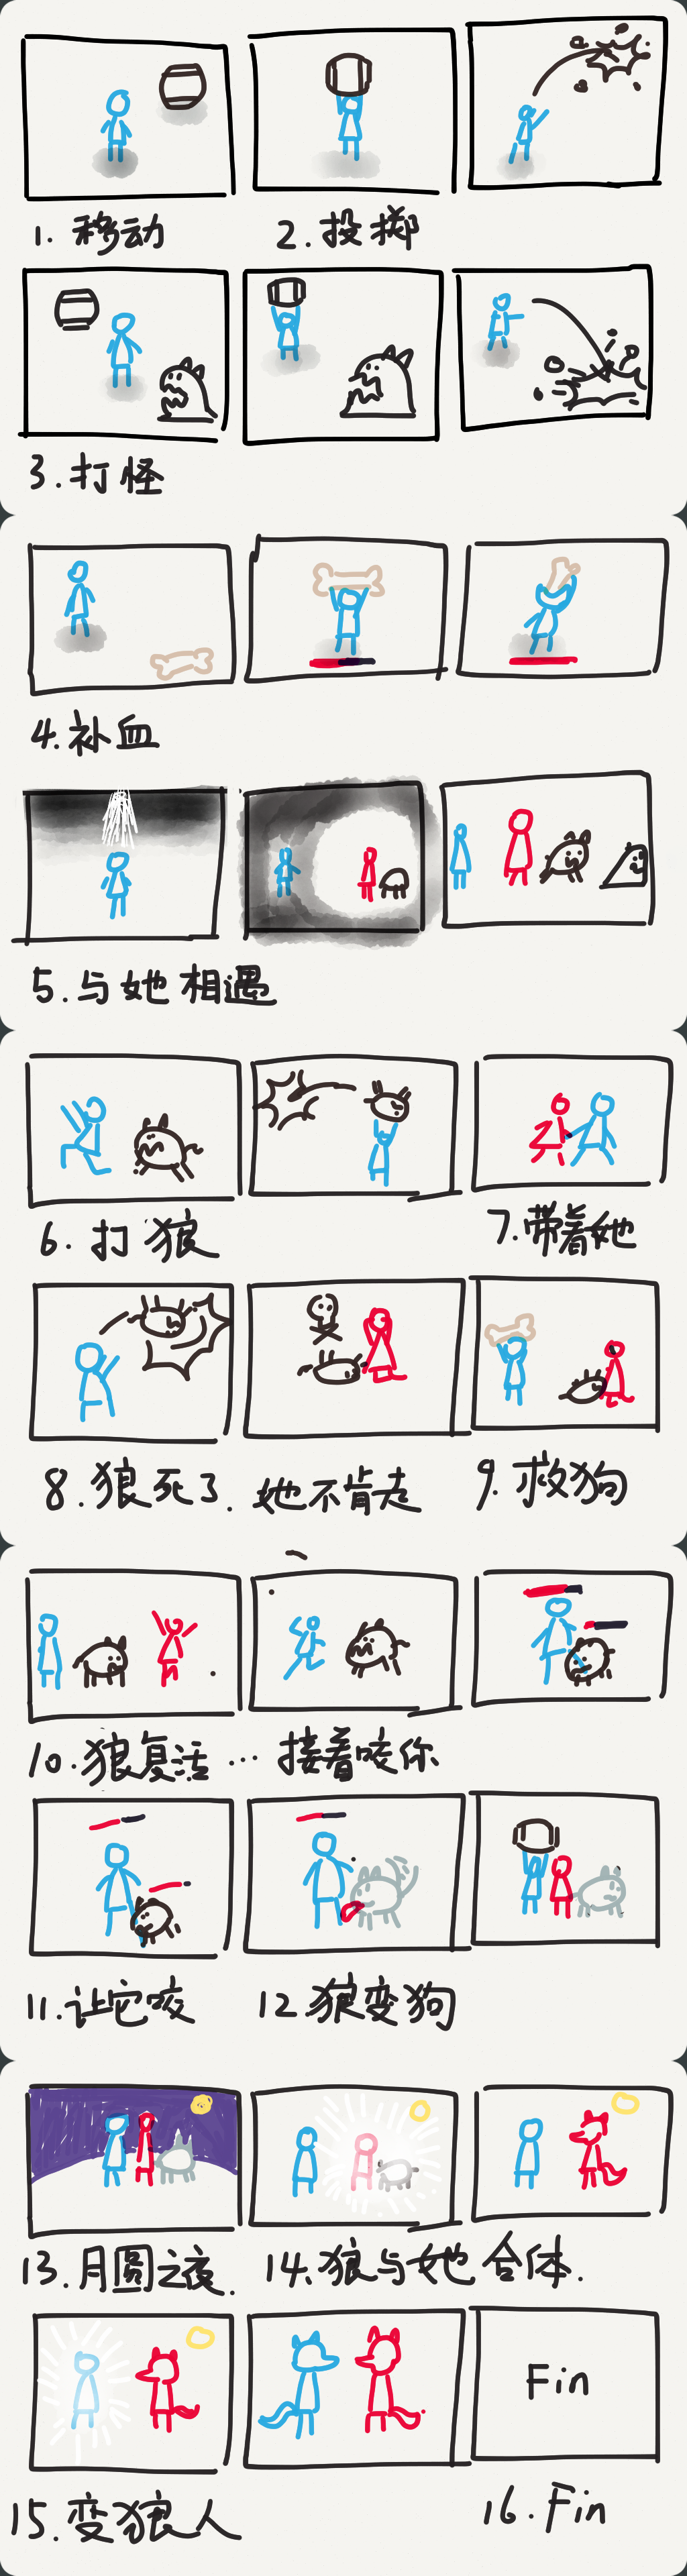 1. 移动 2. 投掷
3. 打怪
4. 补血
5. 与她相遇
6. 打狼 7. 带着她
8. 狼死了. 她不肯走 9. 救狗
10. 狼复活 … 接着咬你
11. 让它咬 12. 狼变狗
13. 月圆之夜. 14. 狼与她合体.
Fin
15. 变狼人 16. Fin